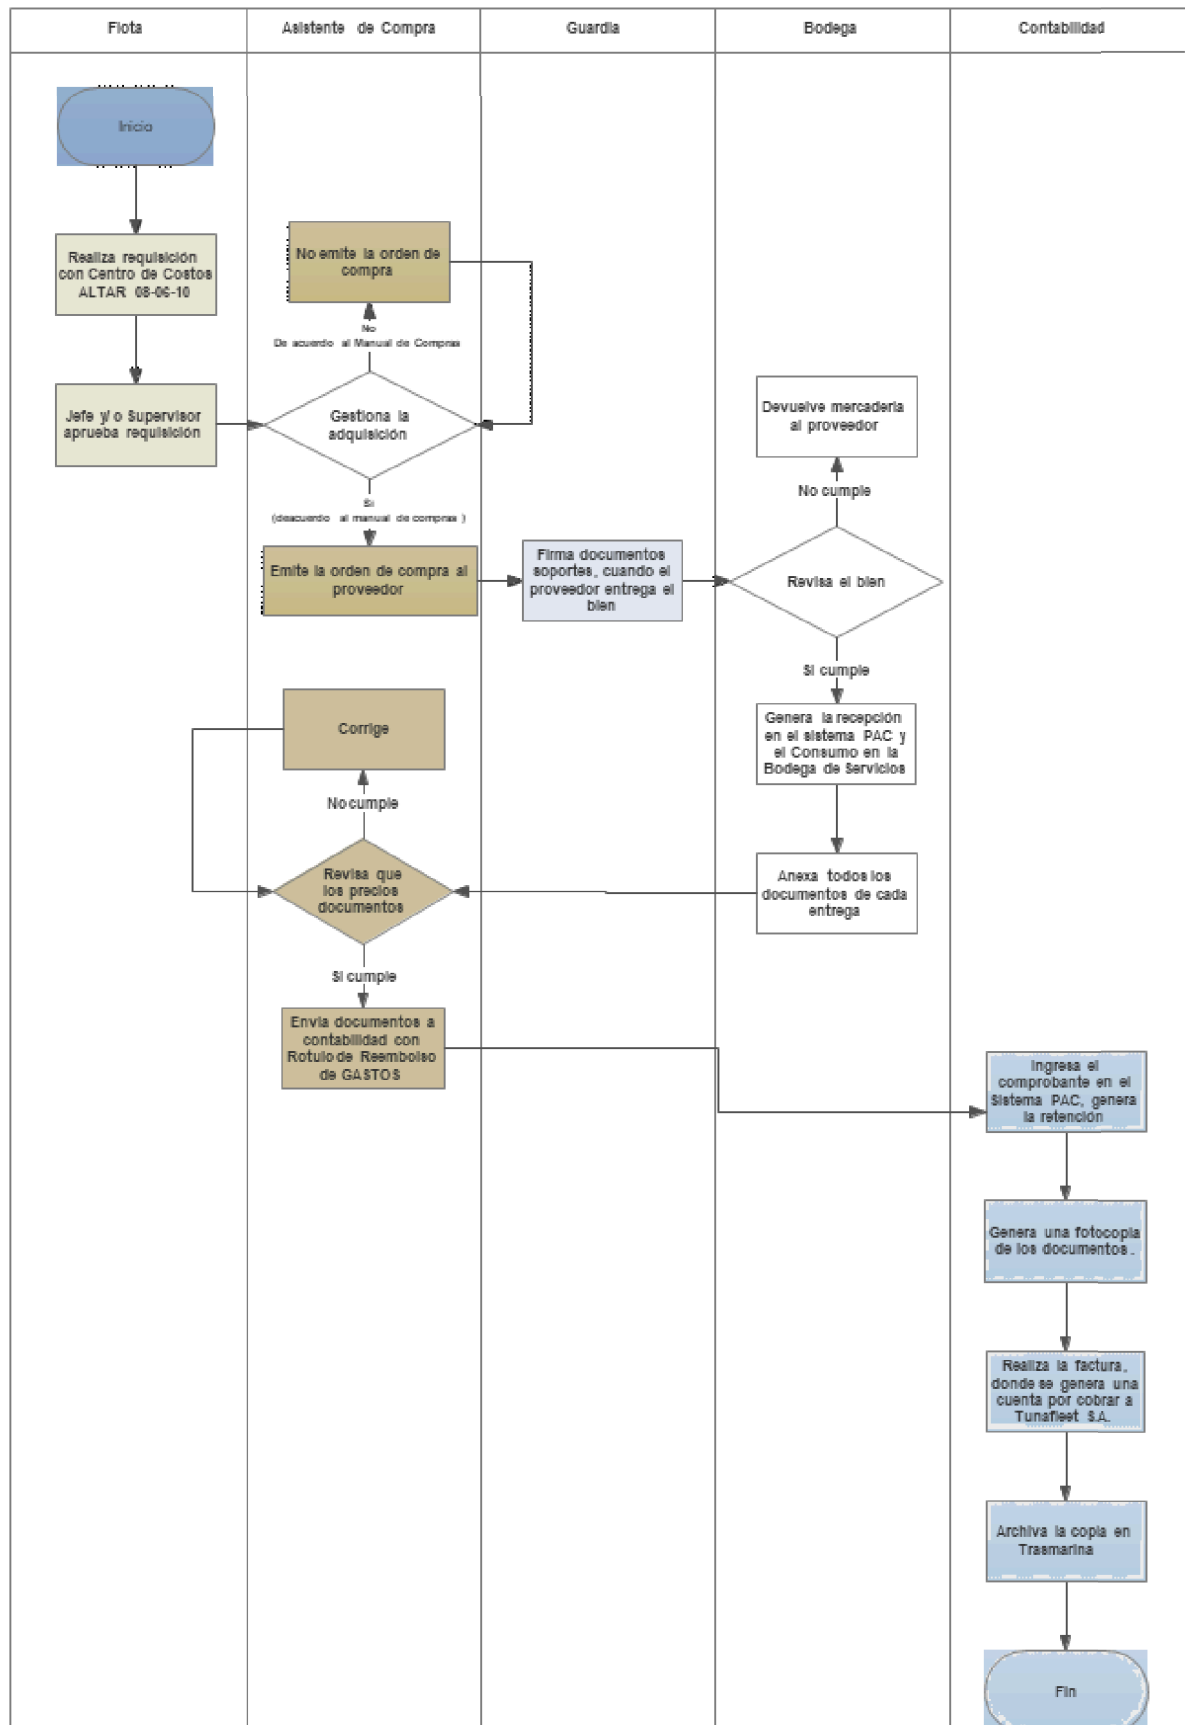 Flota
Asistente de Compra
Guardia
Bodega
Contabilidad
Inicio
Realiza requisición
con Centro de Costos
ALTAR 08-06-10
Jefe y/o Supervisor
aprueba requisición
No emite la orden de
compra
No
De acuerdo al Manual de Compras
Gestiona la
adquisición
Si
(deacuerdo al manual de compras )
Emite la orden de compra al
proveedor
Firma documentos
soportes, cuando el
proveedor entrega el
bien
Devuelve mercadería
al proveedor
No cumple
Revisa el bien
Si cumple
Genera la recepción
en el sistema PAC y
el Consumo en la
Bodega de Servicios
Anexa todos los
documentos de cada
entrega
Corrige
No cumple
Revisa que
los precios
documentos
Si cumple
Envía documentos a
contabilidad con
Rotulo de Reembolso
de GASTOS
Ingresa el
comprobante en el
Sistema PAC, genera
la retención
Genera una fotocopia
de los documentos.
Realiza la factura,
donde se genera una
cuenta por cobrar a
Tunafleet S.A.
Archiva la copia en
Trasmarina
Fin